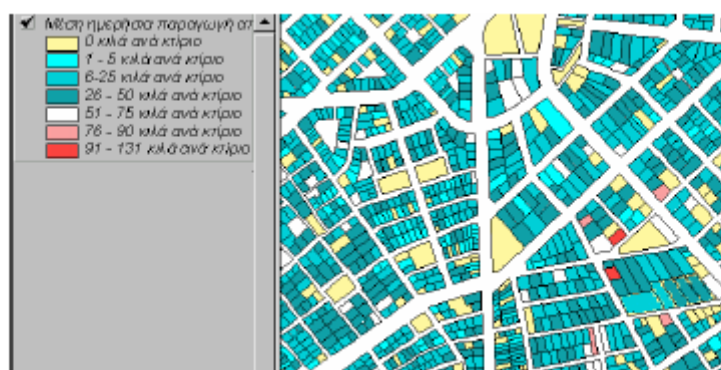 Μέση ημερήσια παραγωγή απ
0 κιλά ανά κτίριο
1 - 5 κιλά ανά κτίριο
6-25 κιλά ανά κτίριο
26 - 50 κιλά ανά κτίριο
51 - 75 κιλά ανά κτίριο
76 - 90 κιλά ανά κτίριο
91 - 131 κιλά ανά κτίριο